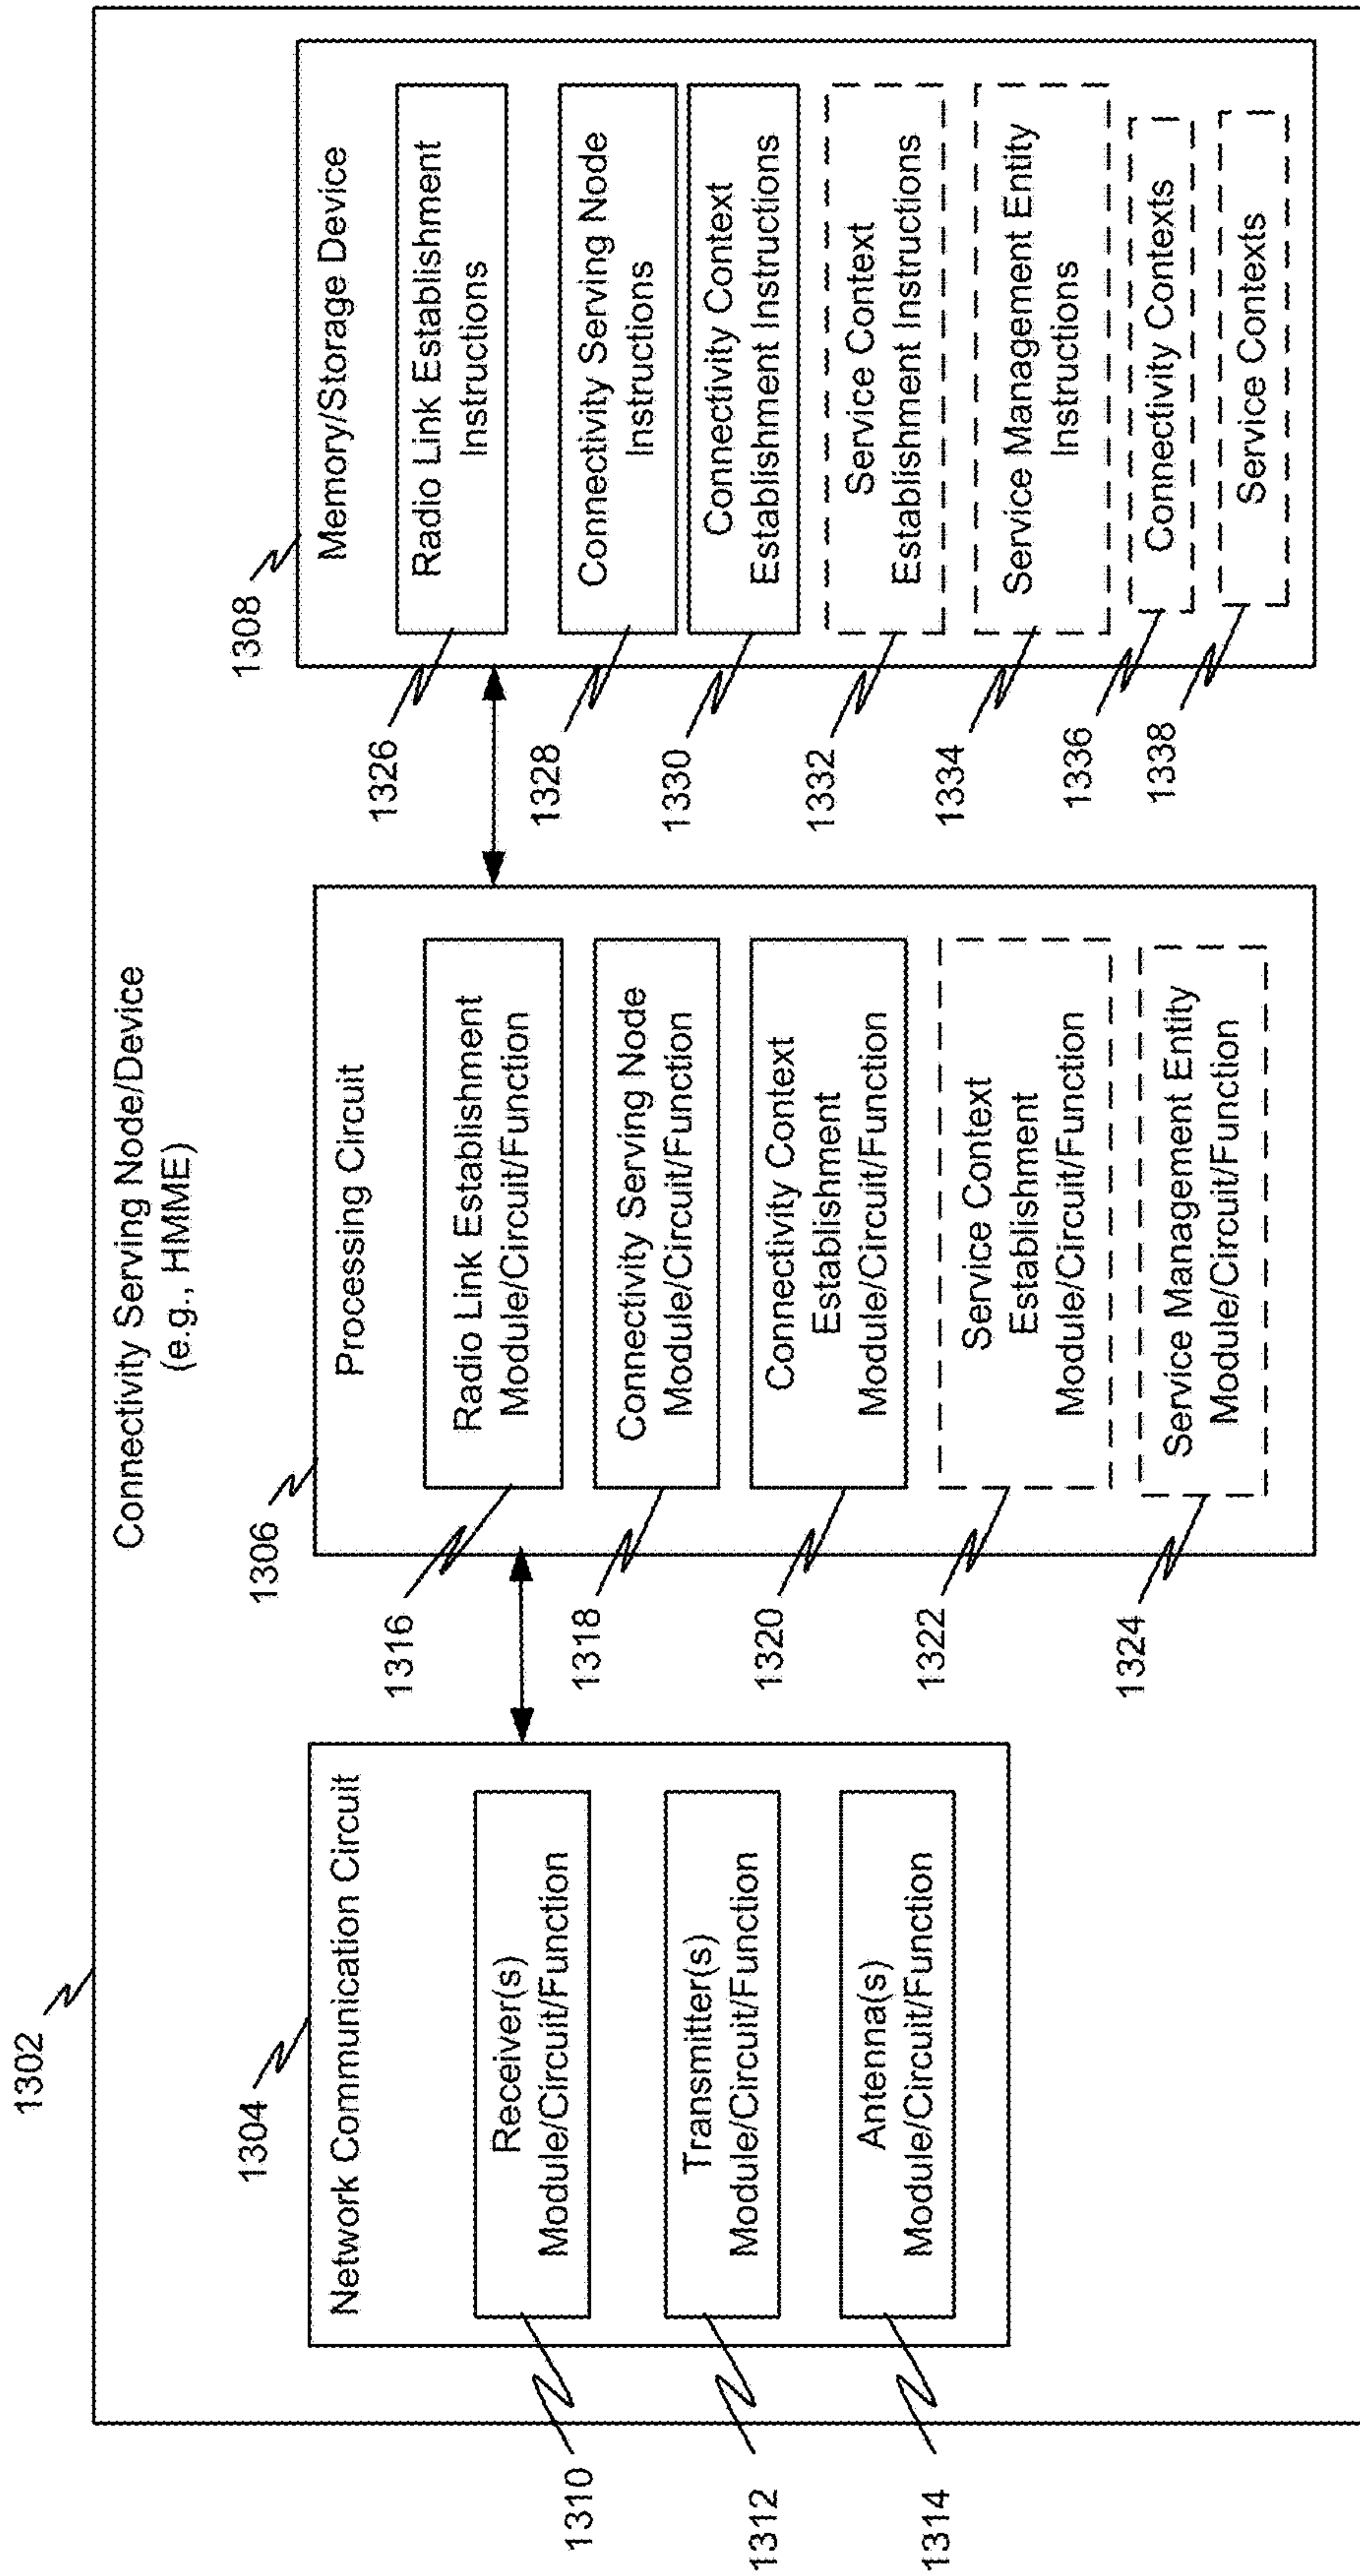 1302
Connectivity Serving Node/Device
(e.g., HMME)
1304
Network Communication Circuit
1310
Receiver(s)
Module/Circuit/Function
1312
Transmitter(s)
Module/Circuit/Function
1314
Antenna(s)
Module/Circuit/Function
1306
Processing Circuit
1316
Radio Link Establishment
Module/Circuit/Function
1318
Connectivity Serving Node
Module/Circuit/Function
1320
Connectivity Context
Establishment
Module/Circuit/Function
1322
Service Context
Establishment
Module/Circuit/Function
1324
Service Management Entity
Module/Circuit/Function
1308
Memory/Storage Device
1326
Radio Link Establishment
Instructions
1328
Connectivity Serving Node
Instructions
1330
Connectivity Context
Establishment Instructions
1332
Service Context
Establishment Instructions
1334
Service Management Entity
Instructions
1336
Connectivity Contexts
1338
Service Contexts